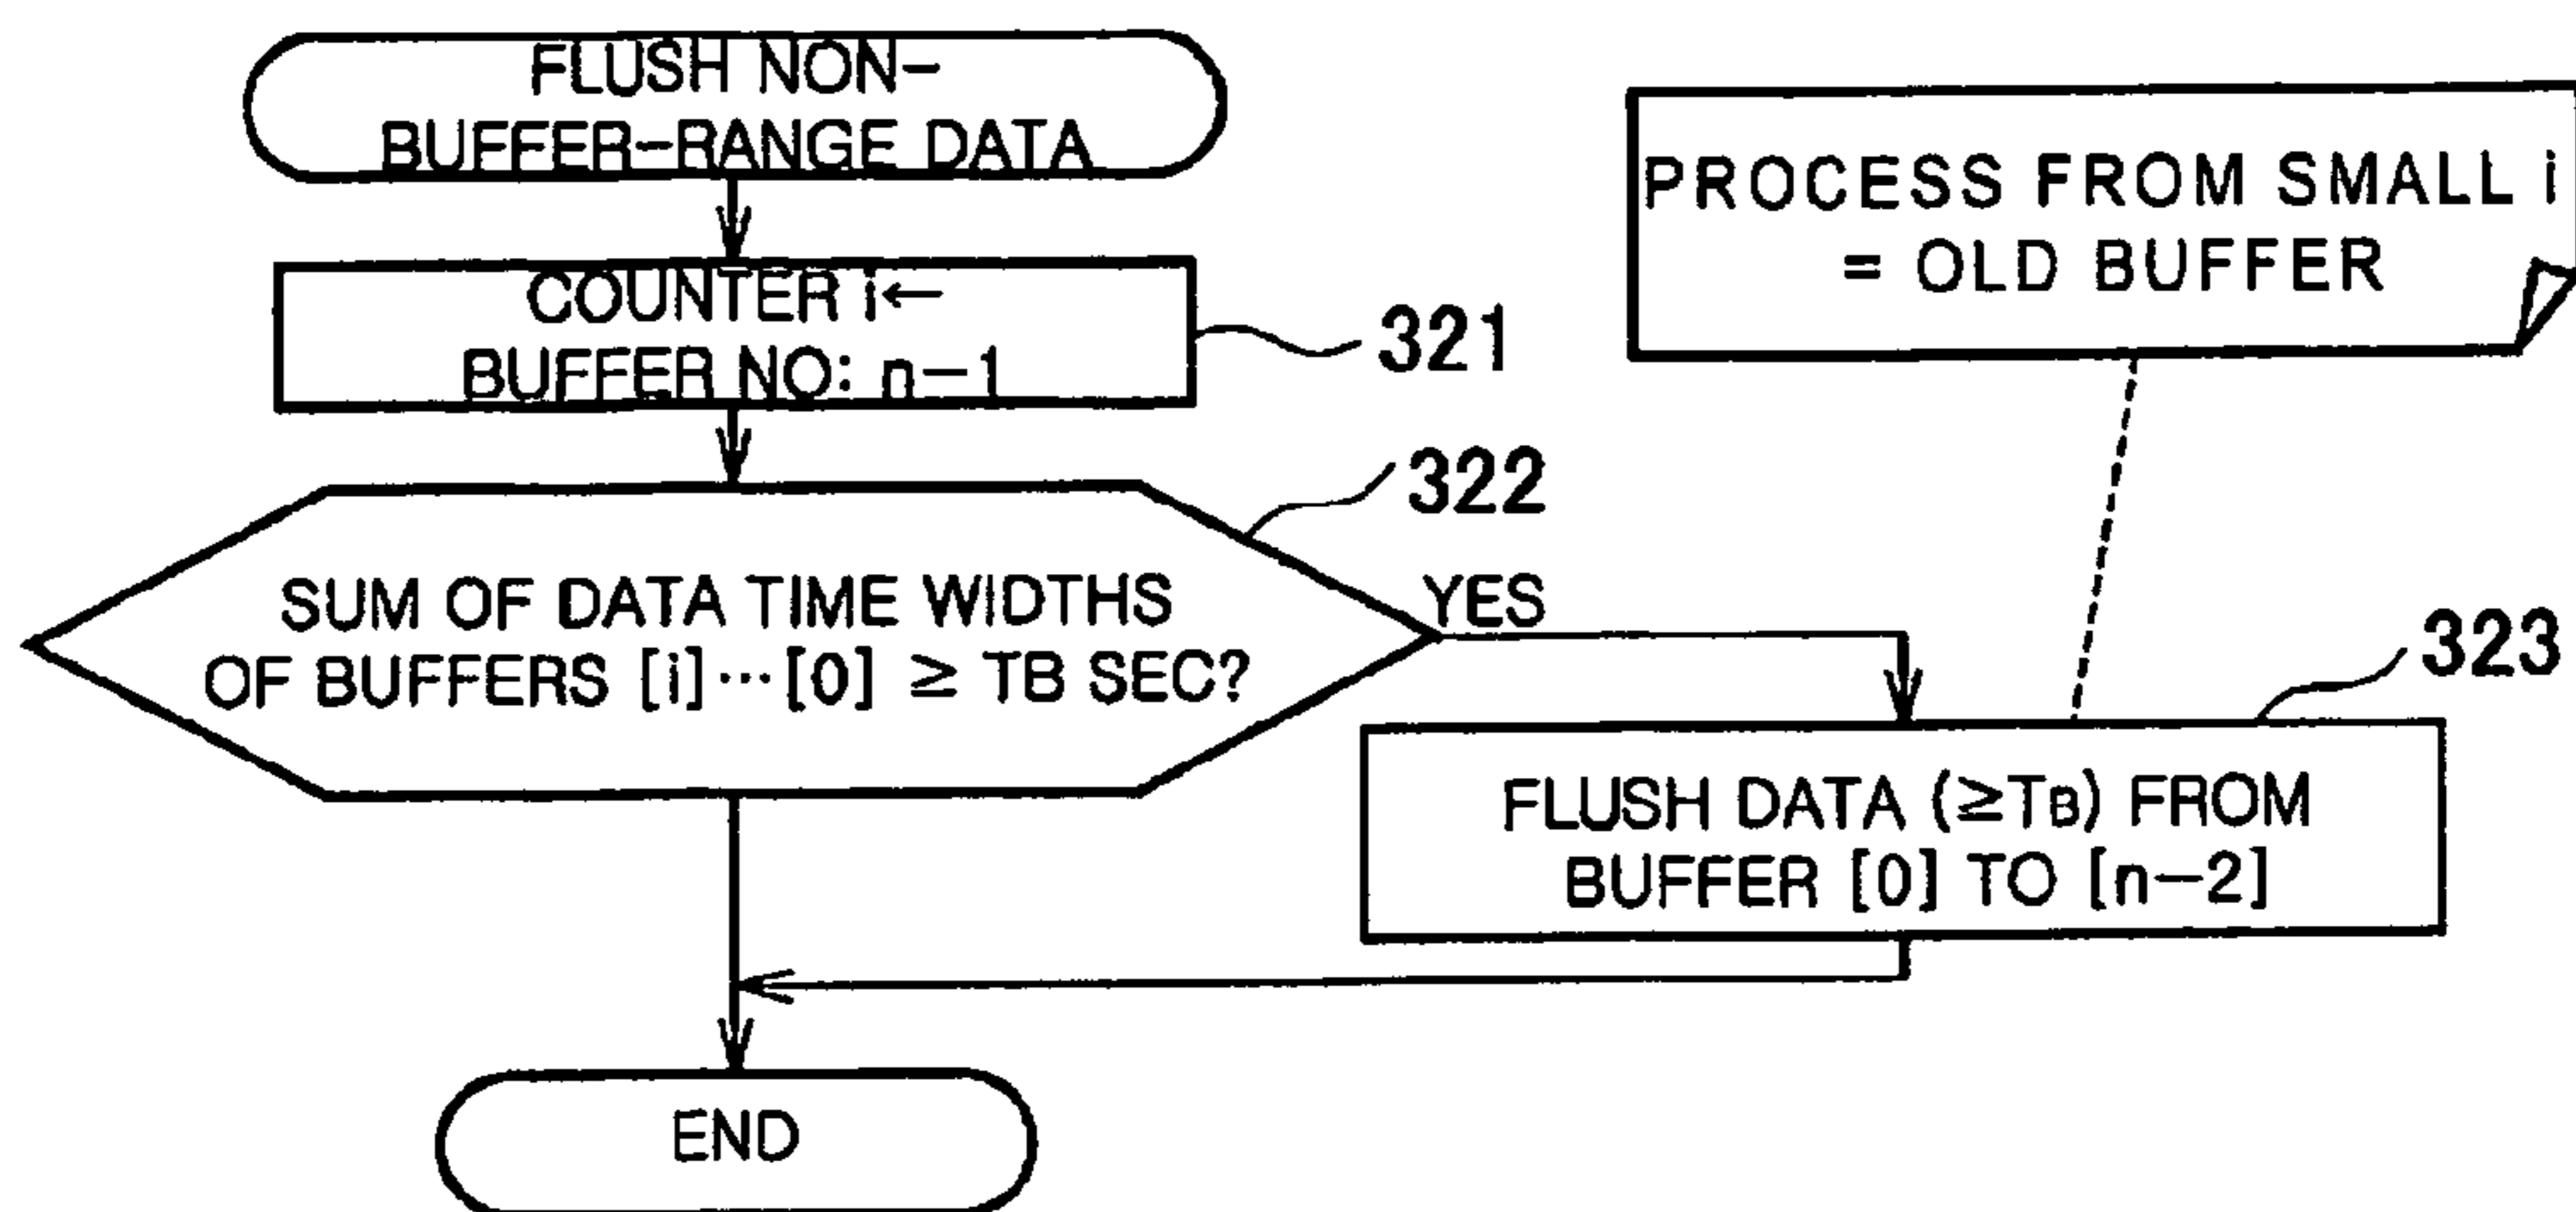 FLUSH NON-
BUFFER-RANGE DATA
PROCESS FROM SMALL i
= OLD BUFFER
COUNTER i←
BUFFER NO: n-1
321
322
SUM OF DATA TIME WIDTHS
OF BUFFERS [i]⋯[0] ≥ TB SEC?
YES
323
FLUSH DATA (≥TB) FROM
BUFFER [0] TO [n-2]
END